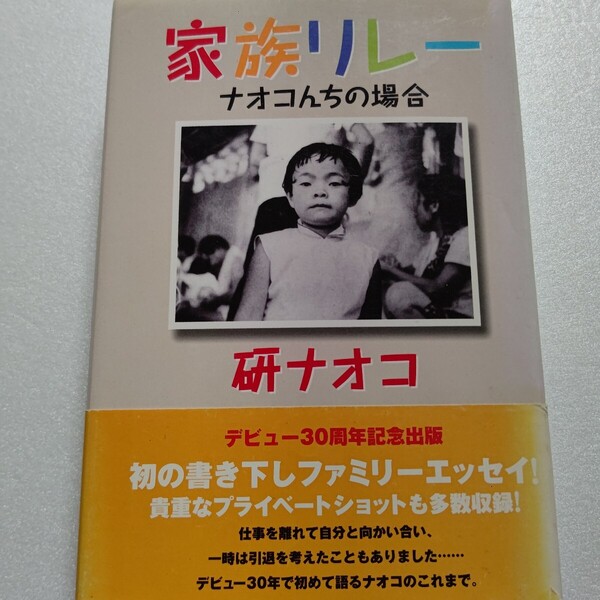 家族リレー
ナオコんちの場合
研ナオコ
デビュー30周年記念出版
初の書き下しファミリーエッセイ!
貴重なプライベートショットも多数収録!
仕事を離れて自分と向かい合い、
一時は引退を考えたこともありました……
デビュー30年で初めて語るナオコのこれまで。